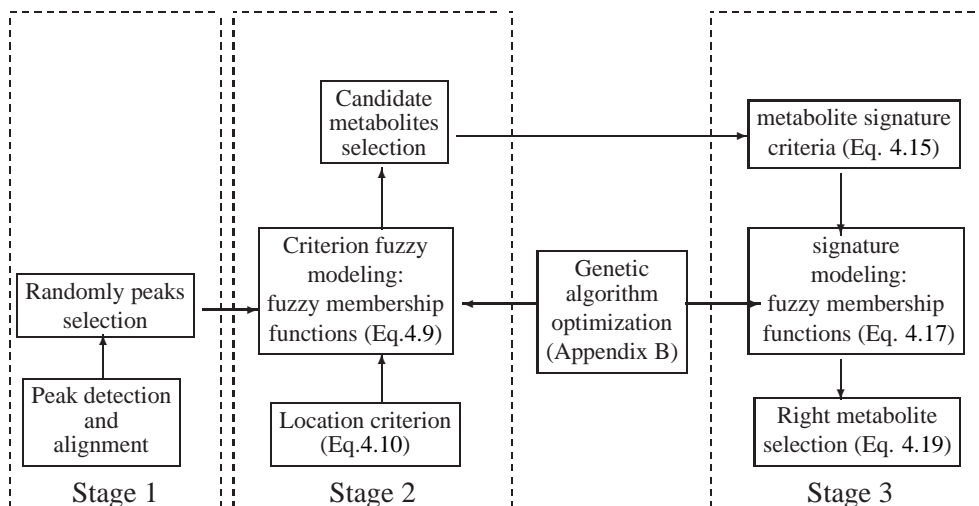 Peak detection
and
alignment
Randomly peaks
selection
Stage 1
Candidate
metabolites
selection
Criterion fuzzy
modeling:
fuzzy membership
functions (Eq.4.9)
Location criterion
(Eq.4.10)
Stage 2
Genetic
algorithm
optimization
(Appendix B)
metabolite signature
criteria (Eq. 4.15)
signature
modeling:
fuzzy membership
functions (Eq. 4.17)
Right metabolite
selection (Eq. 4.19)
Stage 3